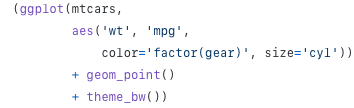 (ggplot(mtcars,
        aes('wt', 'mpg',
            color='factor(gear)', size='cyl'))
        + geom_point()
        + theme_bw())